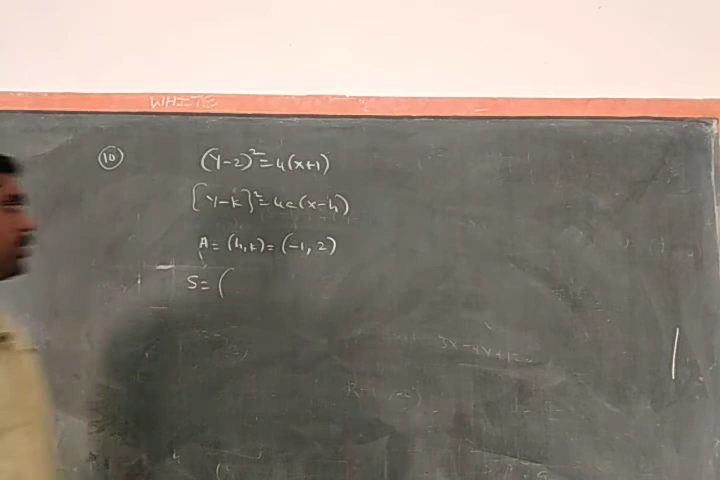 WHITE
(10) (y-2)²=4(x+1)
[y-k]²=4a(x-h)
A=(h,k)=(-1,2)
S=(
3x-4y+1=